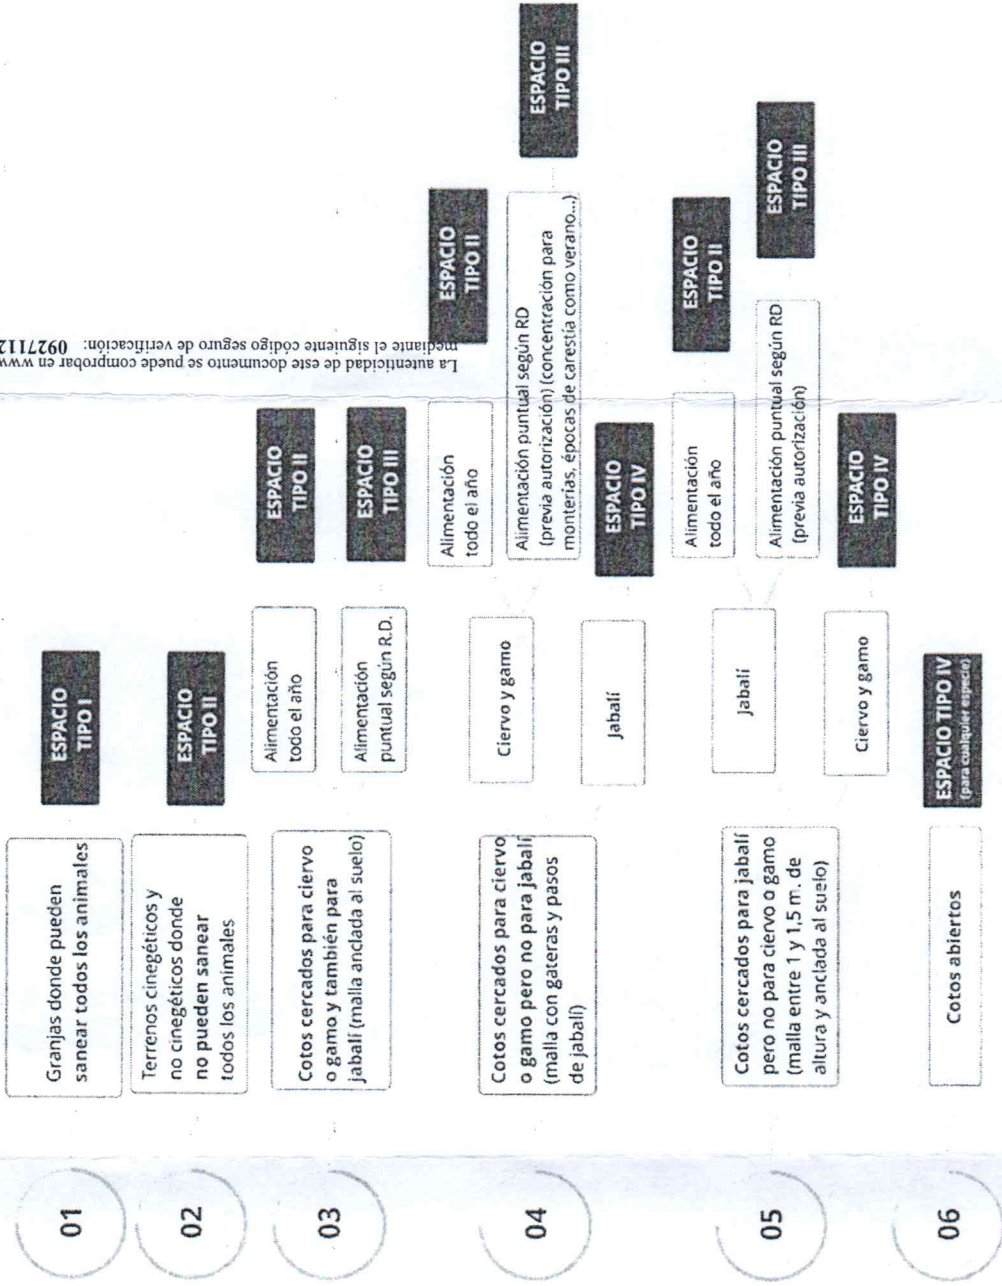 01
Granjas donde pueden
sanear todos los animales
ESPACIO
TIPO I
02
Terrenos cinegéticos y
no cinegéticos donde
no pueden sanear
todos los animales
ESPACIO
TIPO II
03
Cotos cercados para ciervo
o gamo y también para
jabalí (malla anclada al suelo)
Alimentación
todo el año
ESPACIO
TIPO II
Alimentación
puntual según R.D.
ESPACIO
TIPO III
04
Cotos cercados para ciervo
o gamo pero no para jabalí
(malla con gateras y pasos
de jabalí)
Ciervo y gamo
Alimentación
todo el año
ESPACIO
TIPO II
Alimentación puntual según RD
(previa autorización) (concentración para
monterías, épocas de carestía como verano...)
ESPACIO
TIPO III
Jabalí
ESPACIO
TIPO IV
05
Cotos cercados para jabalí
pero no para ciervo o gamo
(malla entre 1 y 1,5 m. de
altura y anclada al suelo)
Jabalí
Alimentación
todo el año
ESPACIO
TIPO II
Alimentación puntual según RD
(previa autorización)
ESPACIO
TIPO III
Ciervo y gamo
ESPACIO
TIPO IV
06
Cotos abiertos
ESPACIO TIPO IV
(para cualquier especie)
La autenticidad de este documento se puede comprobar en www
mediante el siguiente código seguro de verificación: 0927112